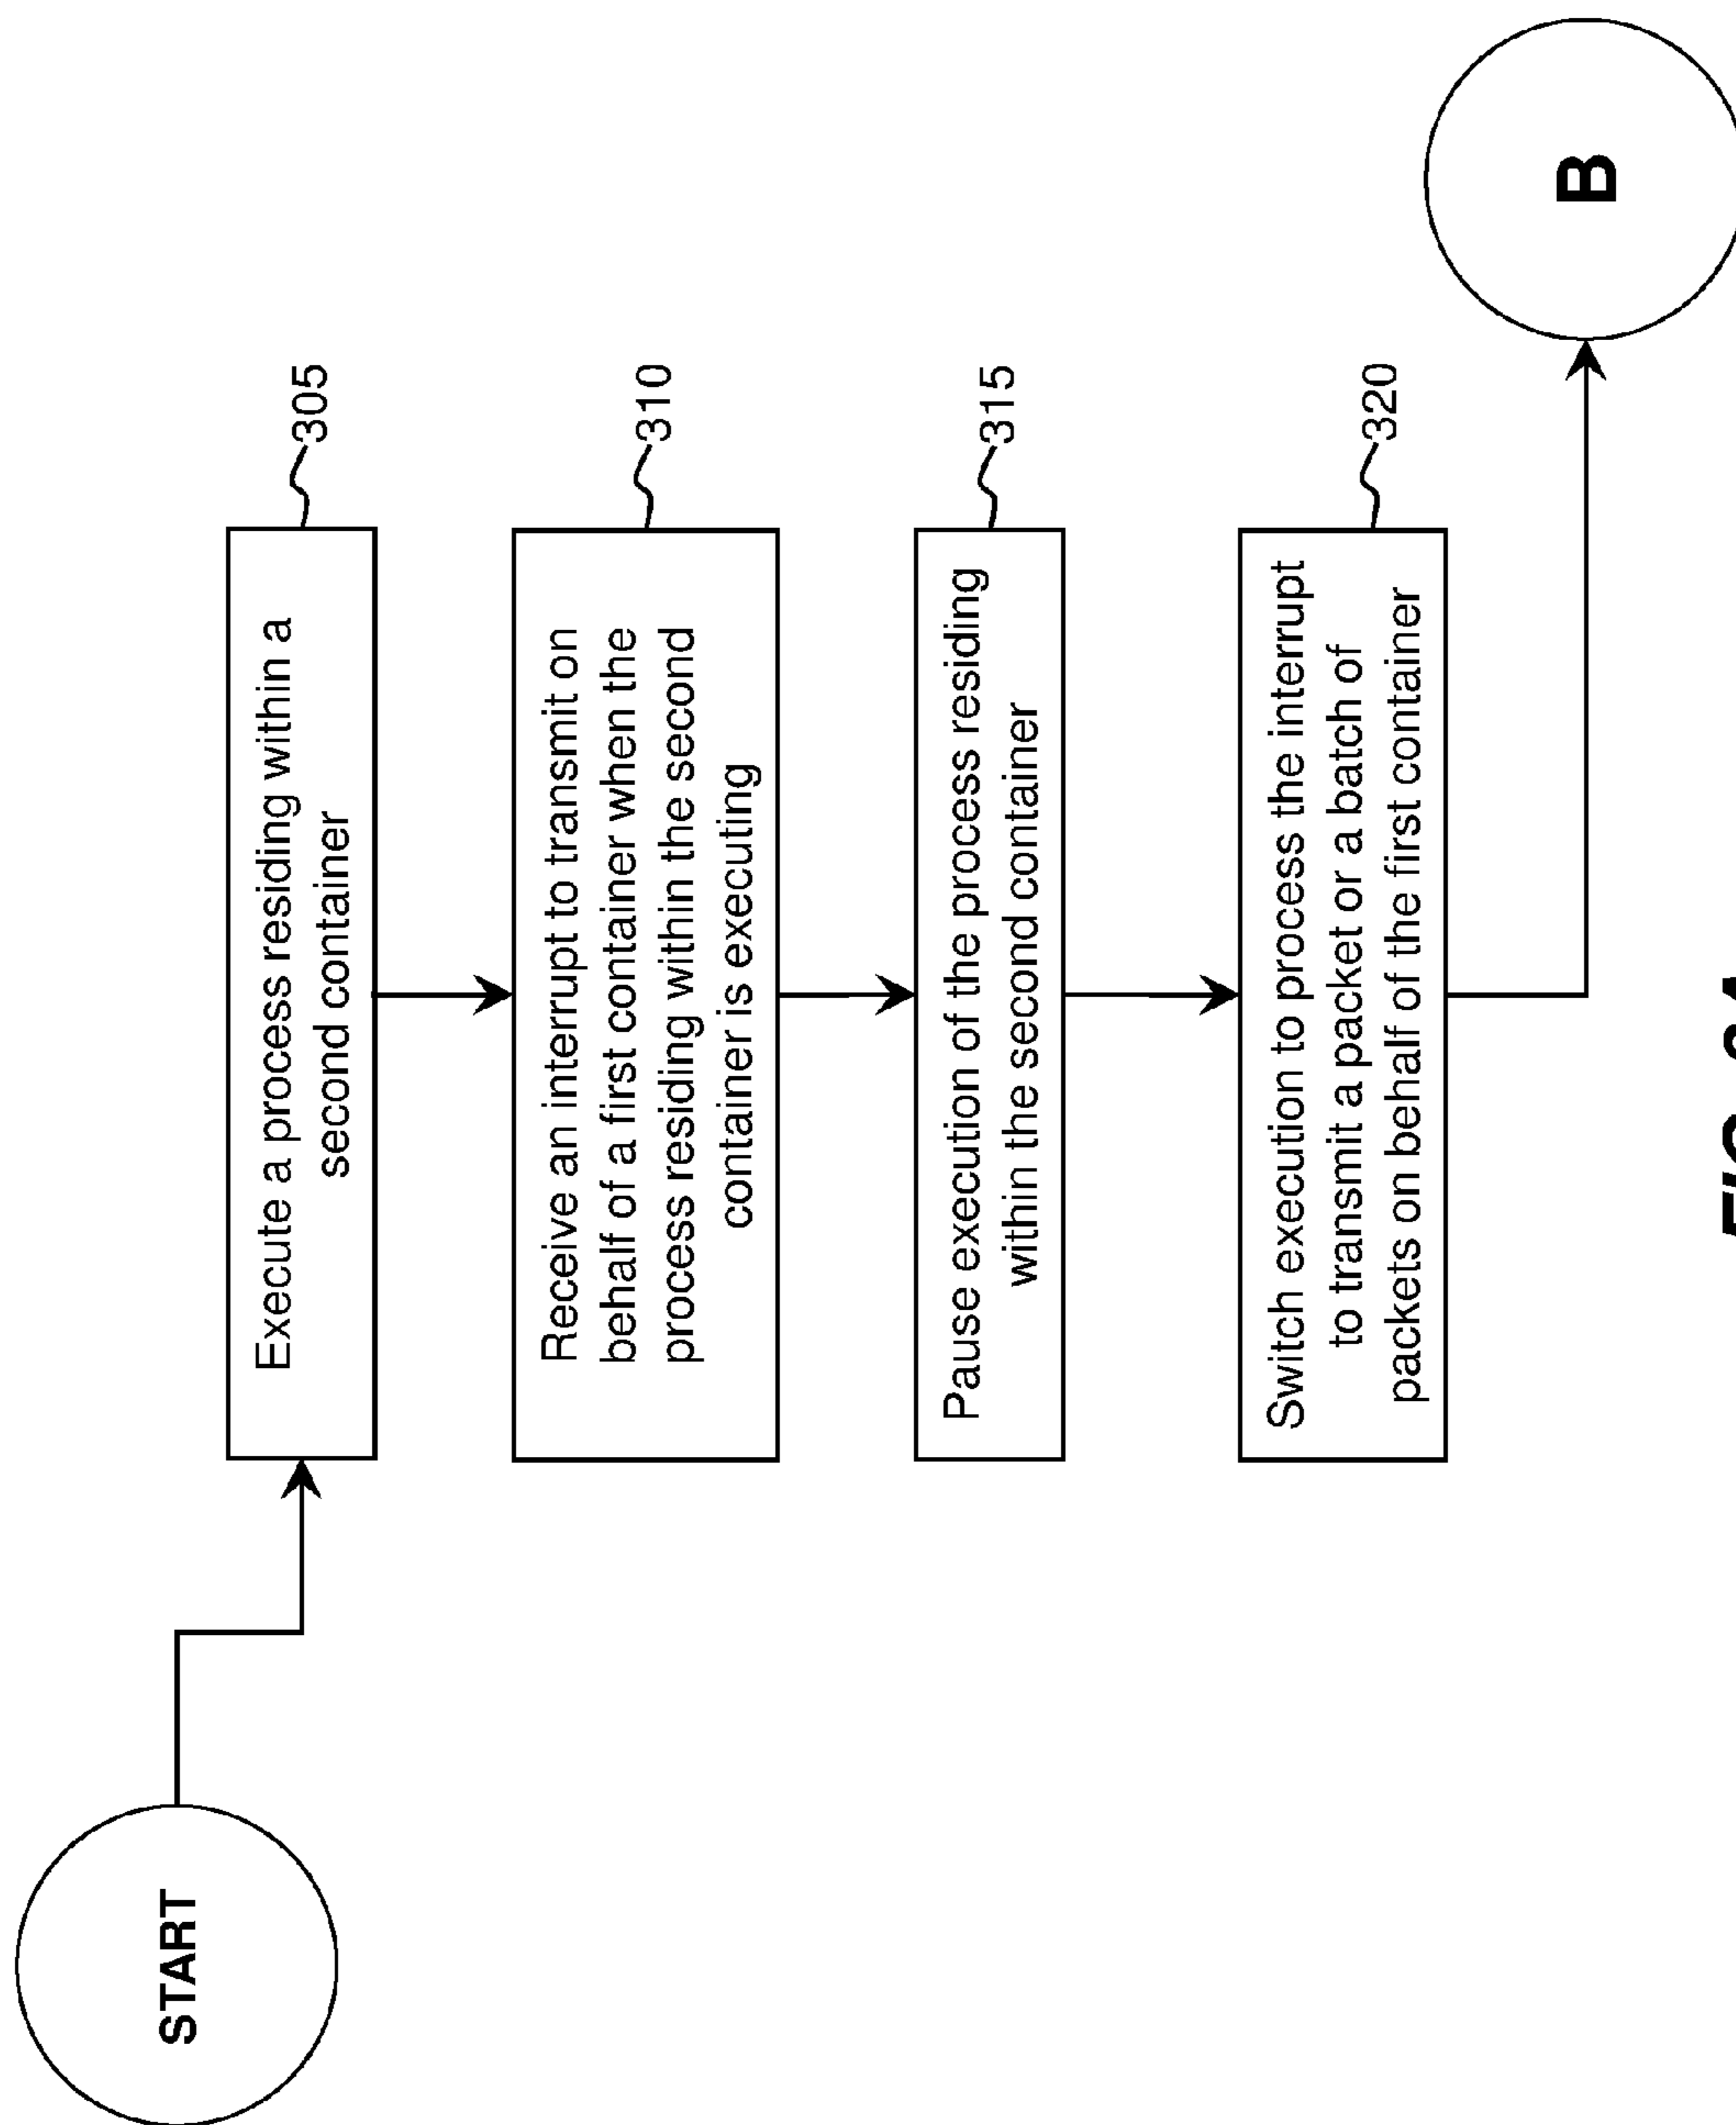 START
Execute a process residing within a
second container
305
Receive an interrupt to transmit on
behalf of a first container when the
process residing within the second
container is executing
310
Pause execution of the process residing
within the second container
315
Switch execution to process the interrupt
to transmit a packet or a batch of
packets on behalf of the first container
320
B